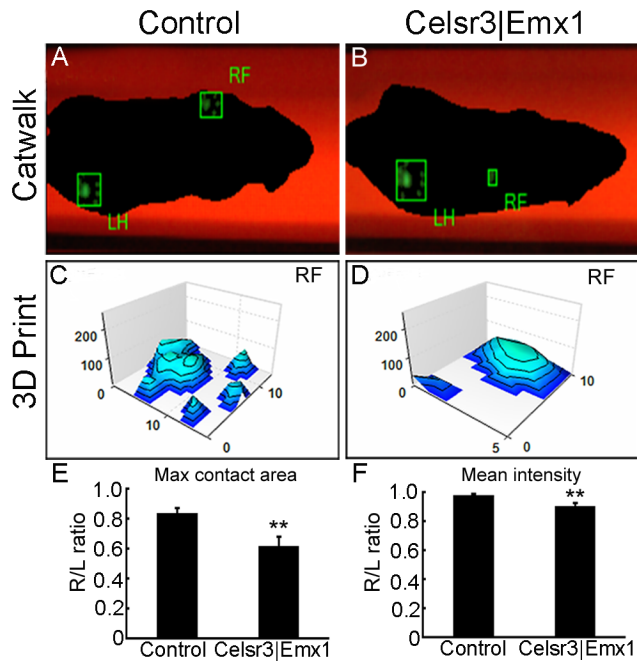 Control Celsr3|Emx1
Catwalk
A
RF
LH
B
RF
LH
3D Print
C
RF
200
100
0
10
10
0
D
RF
200
100
0
10
5
0
E
Max contact area
R/L ratio
1.0
0.8
0.6
0.4
0.2
0
**
Control Celsr3|Emx1
F
Mean intensity
R/L ratio
1.0
0.8
0.6
0.4
0.2
0
**
Control Celsr3|Emx1